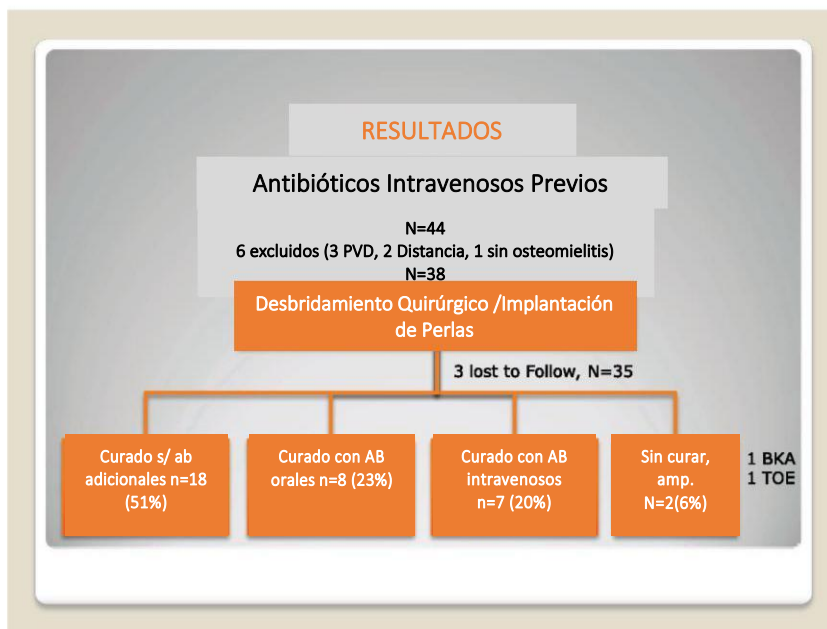 RESULTADOS
Antibióticos Intravenosos Previos
N=44
6 excluidos (3 PVD, 2 Distancia, 1 sin osteomielitis)
N=38
Desbridamiento Quirúrgico /Implantación
de Perlas
3 lost to Follow, N=35
Curado s/ ab
adicionales n=18
(51%)
Curado con AB
orales n=8 (23%)
Curado con AB
intravenosos
n=7 (20%)
Sin curar,
amp.
N=2(6%)
1 BKA
1 TOE